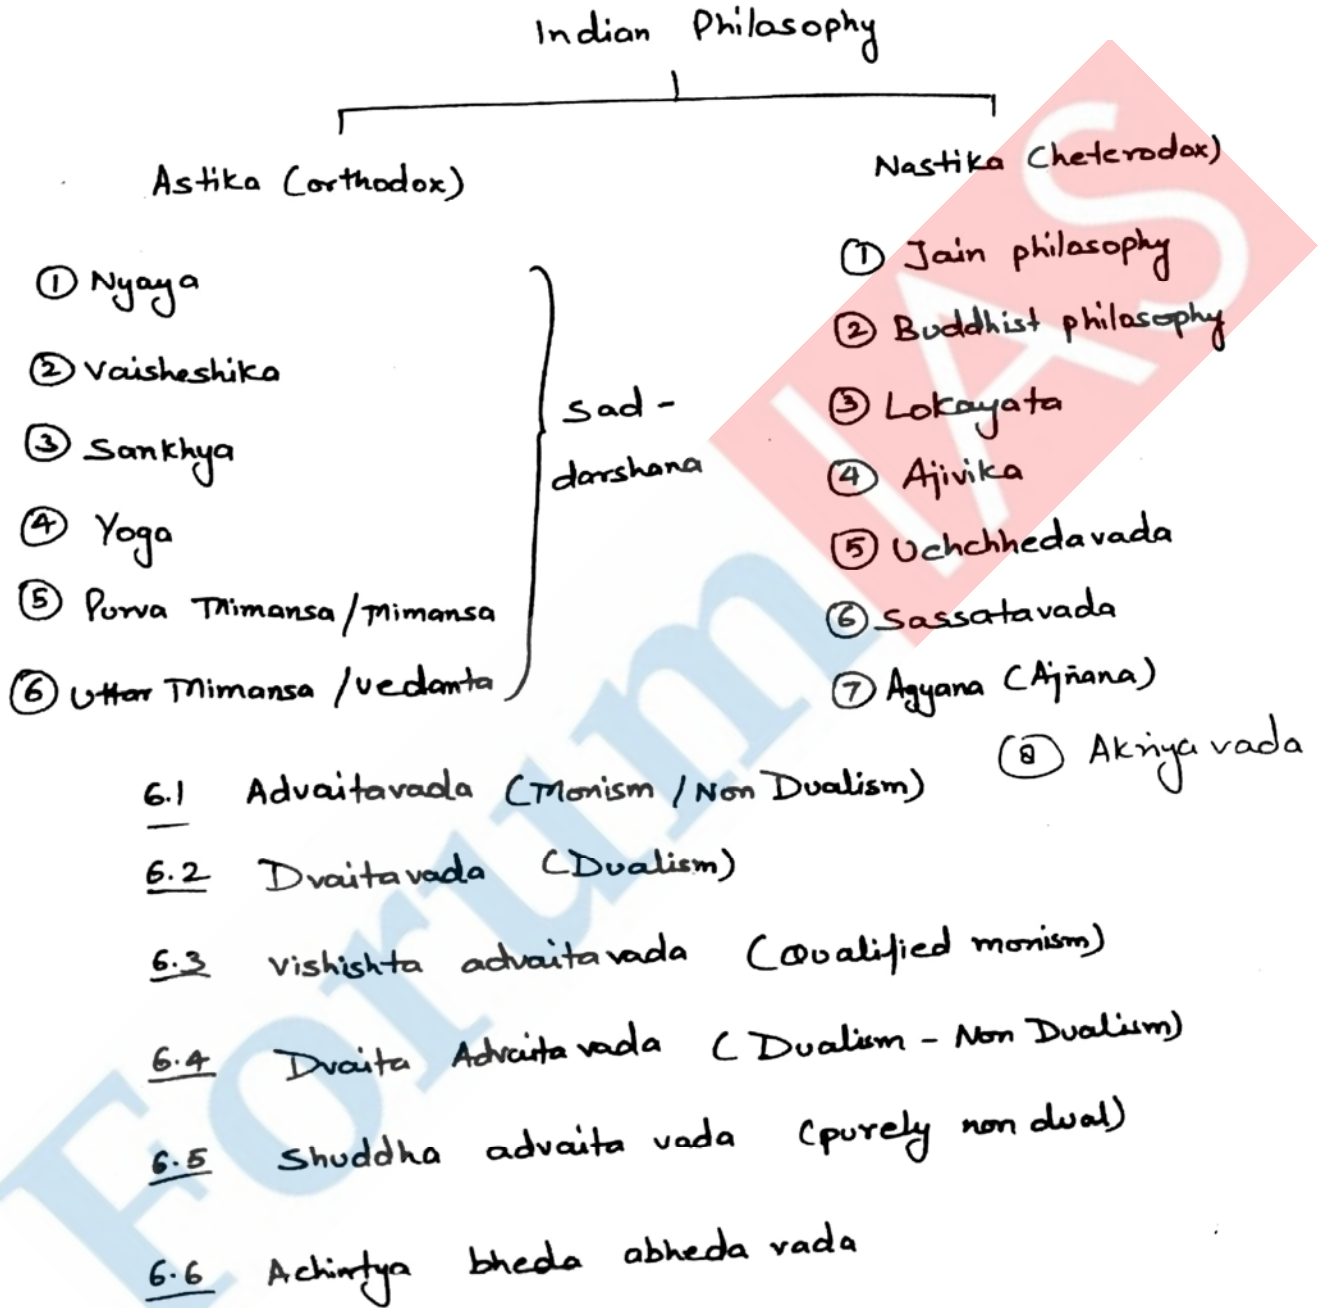 Indian Philasophy
Astika (orthodox)
Nastika (heterodox)
① Nyaya
② Vaisheshika
③ Sankhya
④ Yoga
⑤ Purva Mimansa/Mimansa
⑥ Uttar Mimansa /vedanta
Sad-
darshana
① Jain philasophy
② Buddhist philasophy
③ Lokayata
④ Ajivika
⑤ Uchchhedavada
⑥ Sassatavada
⑦ Agyana (Ajñana)
⑧ Akriya vada
6.1 Advaitavada (Monism / Non Dualism)
6.2 Dvaitavada (Dualism)
6.3 Vishishta advaitavada (Qualified monism)
6.4 Dvaita Advaita vada (Dualism - Non Dualism)
6.5 Shuddha advaita vada (purely non dual)
6.6 Achintya bheda abheda vada
ForumIAS